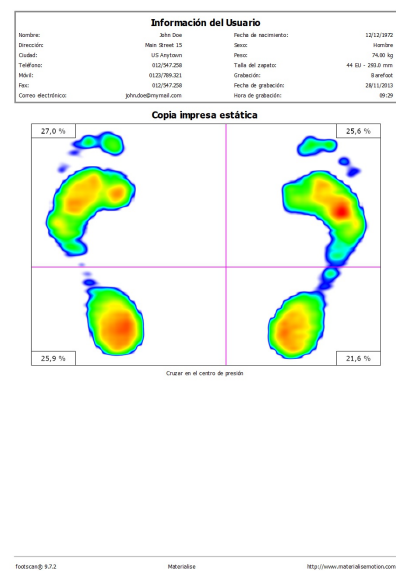 Información del Usuario
Nombre: John Doe Fecha de nacimiento: 12/12/1972
Dirección: Main Street 15 Sexo: Hombre
Ciudad: US Anytown Peso: 74.00 kg
Teléfono: 012/547.258 Talla del zapato: 44 EU - 293.0 mm
Móvil: 0123/789.321 Grabación: Barefoot
Fax: 012/547.258 Fecha de grabación: 28/11/2013
Correo electrónico: john.doe@mymail.com Hora de grabación: 09:29
Copia impresa estática
27,0 % 25,6 %
25,9 % 21,6 %
Cruzar en el centro de presión
footscan® 9.7.2 Materialise http://www.materialisemotion.com